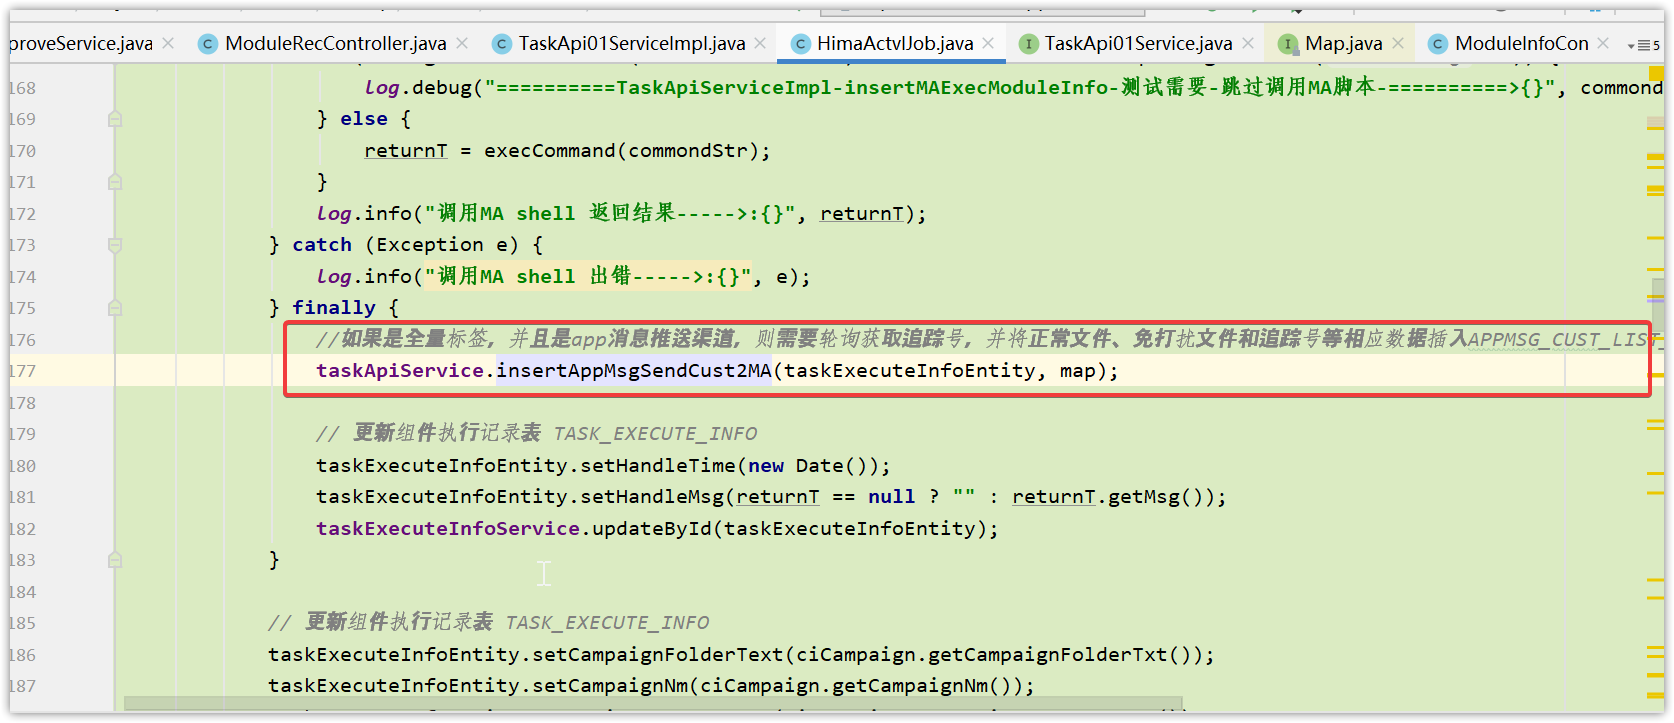 proveService.java ModuleRecController.java TaskApi01ServiceImpl.java HimaActvlJob.java TaskApi01Service.java Map.java ModuleInfoCon 5
168 log.debug("==========TaskApiServiceImpl-insertMAExecModuleInfo-测试需要-跳过调用MA脚本-==========>{}", commond
169 } else {
170 returnT = execCommand(commondStr);
171 }
172 log.info("调用MA shell 返回结果----->:{}", returnT);
173 } catch (Exception e) {
174 log.info("调用MA shell 出错----->:{}", e);
175 } finally {
176 //如果是全量标签，并且是app消息推送渠道，则需要轮询获取追踪号，并将正常文件、免打扰文件和追踪号等相应数据插入APPMSG_CUST_LIST_
177 taskApiService.insertAppMsgSendCust2MA(taskExecuteInfoEntity, map);
178
179 // 更新组件执行记录表 TASK_EXECUTE_INFO
180 taskExecuteInfoEntity.setHandleTime(new Date());
181 taskExecuteInfoEntity.setHandleMsg(returnT == null ? "" : returnT.getMsg());
182 taskExecuteInfoService.updateById(taskExecuteInfoEntity);
183 }
184
185 // 更新组件执行记录表 TASK_EXECUTE_INFO
186 taskExecuteInfoEntity.setCampaignFolderText(ciCampaign.getCampaignFolderTxt());
187 taskExecuteInfoEntity.setCampaignNm(ciCampaign.getCampaignNm());